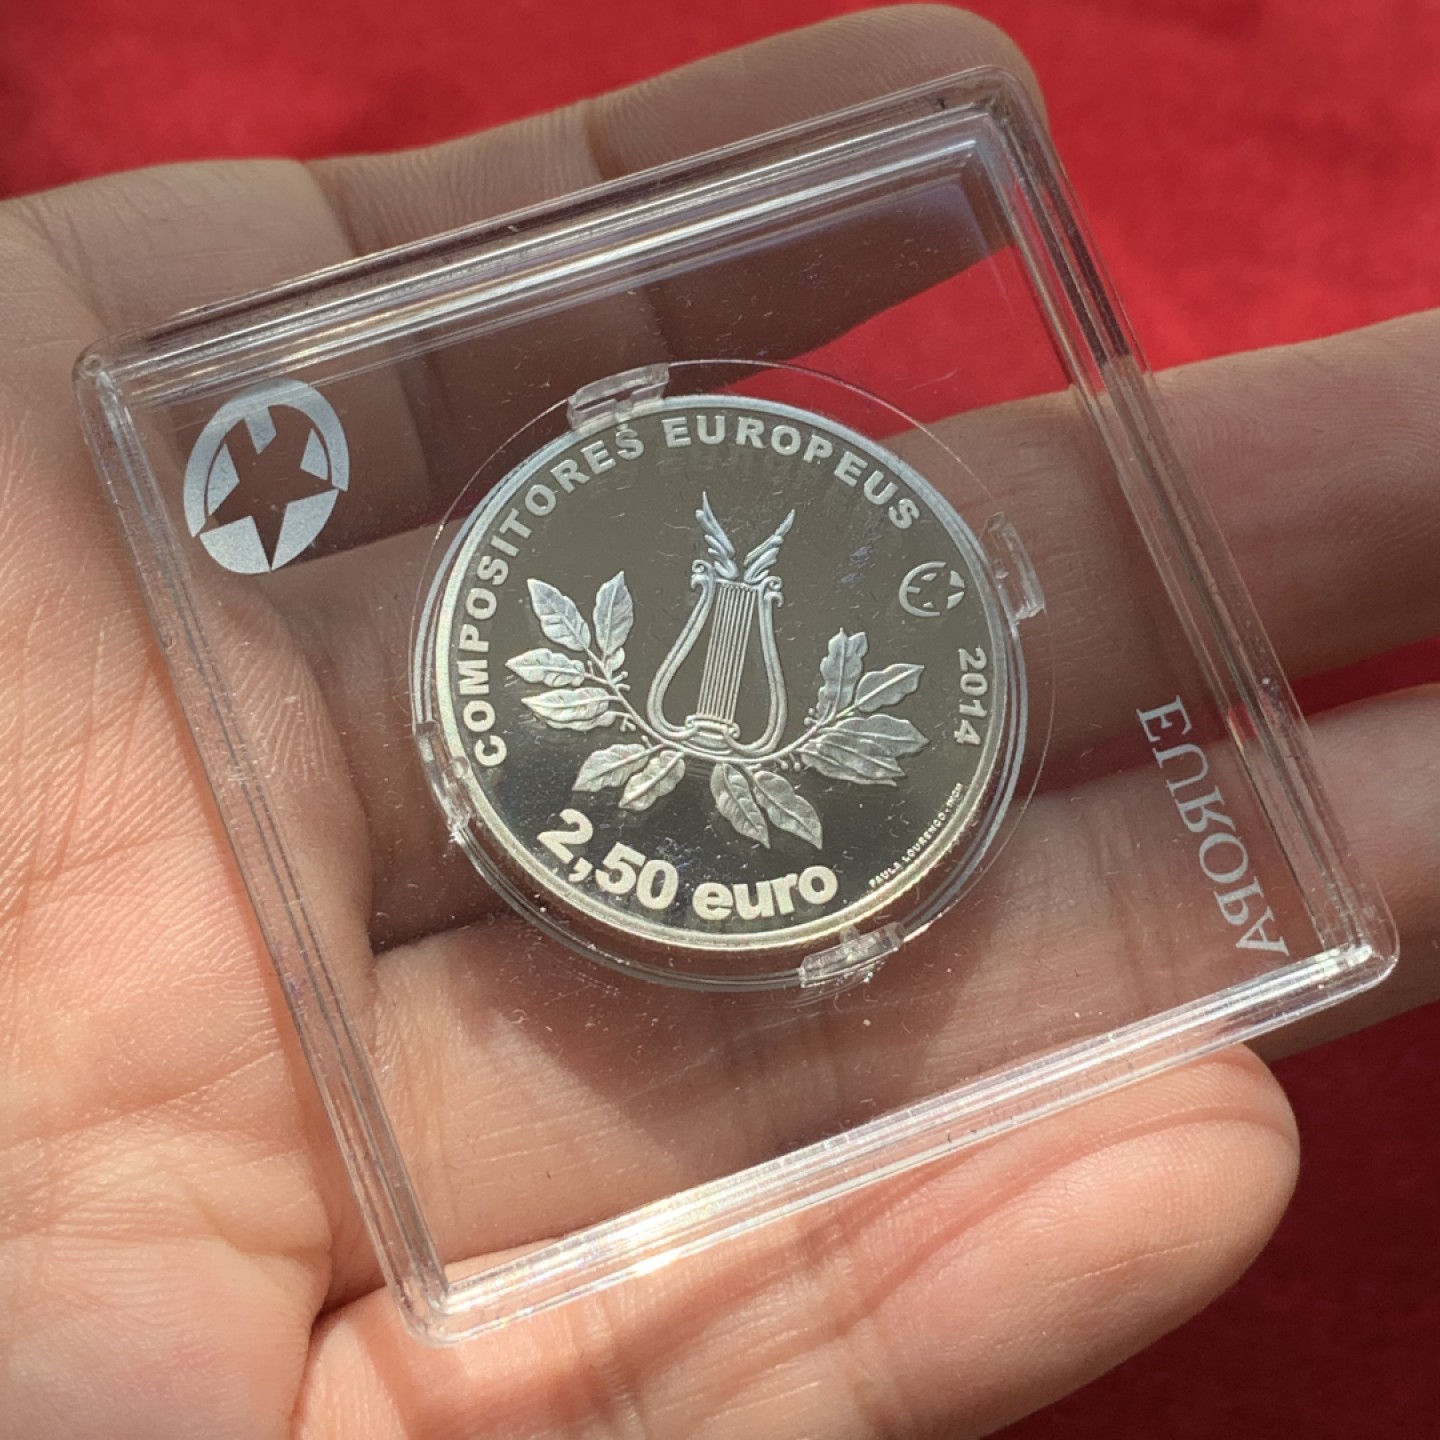 COMPOSITORES EUROPEUS
2014
PAULA LOURENÇO - INCM
2,50 euro
EUROPA